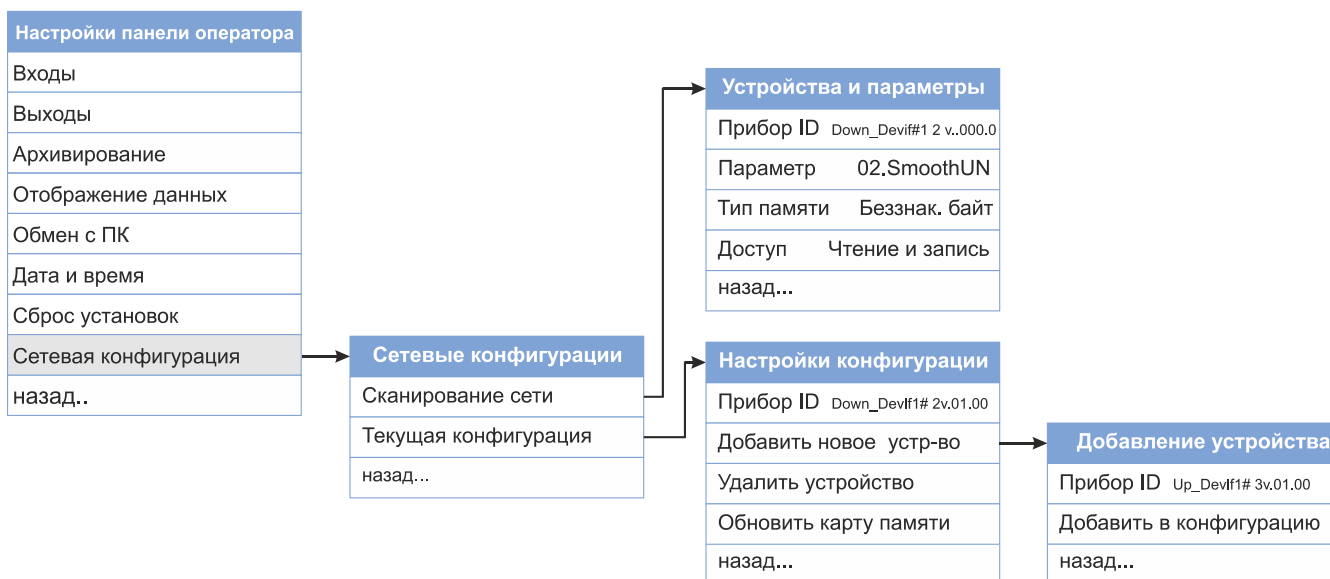 Настройки панели оператора
Входы
Выходы
Архивирование
Отображение данных
Обмен с ПК
Дата и время
Сброс установок
Сетевая конфигурация
назад..
Сетевые конфигурации
Сканирование сети
Текущая конфигурация
назад...
Устройства и параметры
Прибор ID Down_Devif#1 2 v..000.0
Параметр 02.SmoothUN
Тип памяти Беззнак. байт
Доступ Чтение и запись
назад...
Настройки конфигурации
Прибор ID Down_DevIf1# 2v.01.00
Добавить новое устр-во
Удалить устройство
Обновить карту памяти
назад...
Добавление устройства
Прибор ID Up_DevIf1# 3v.01.00
Добавить в конфигурацию
назад...